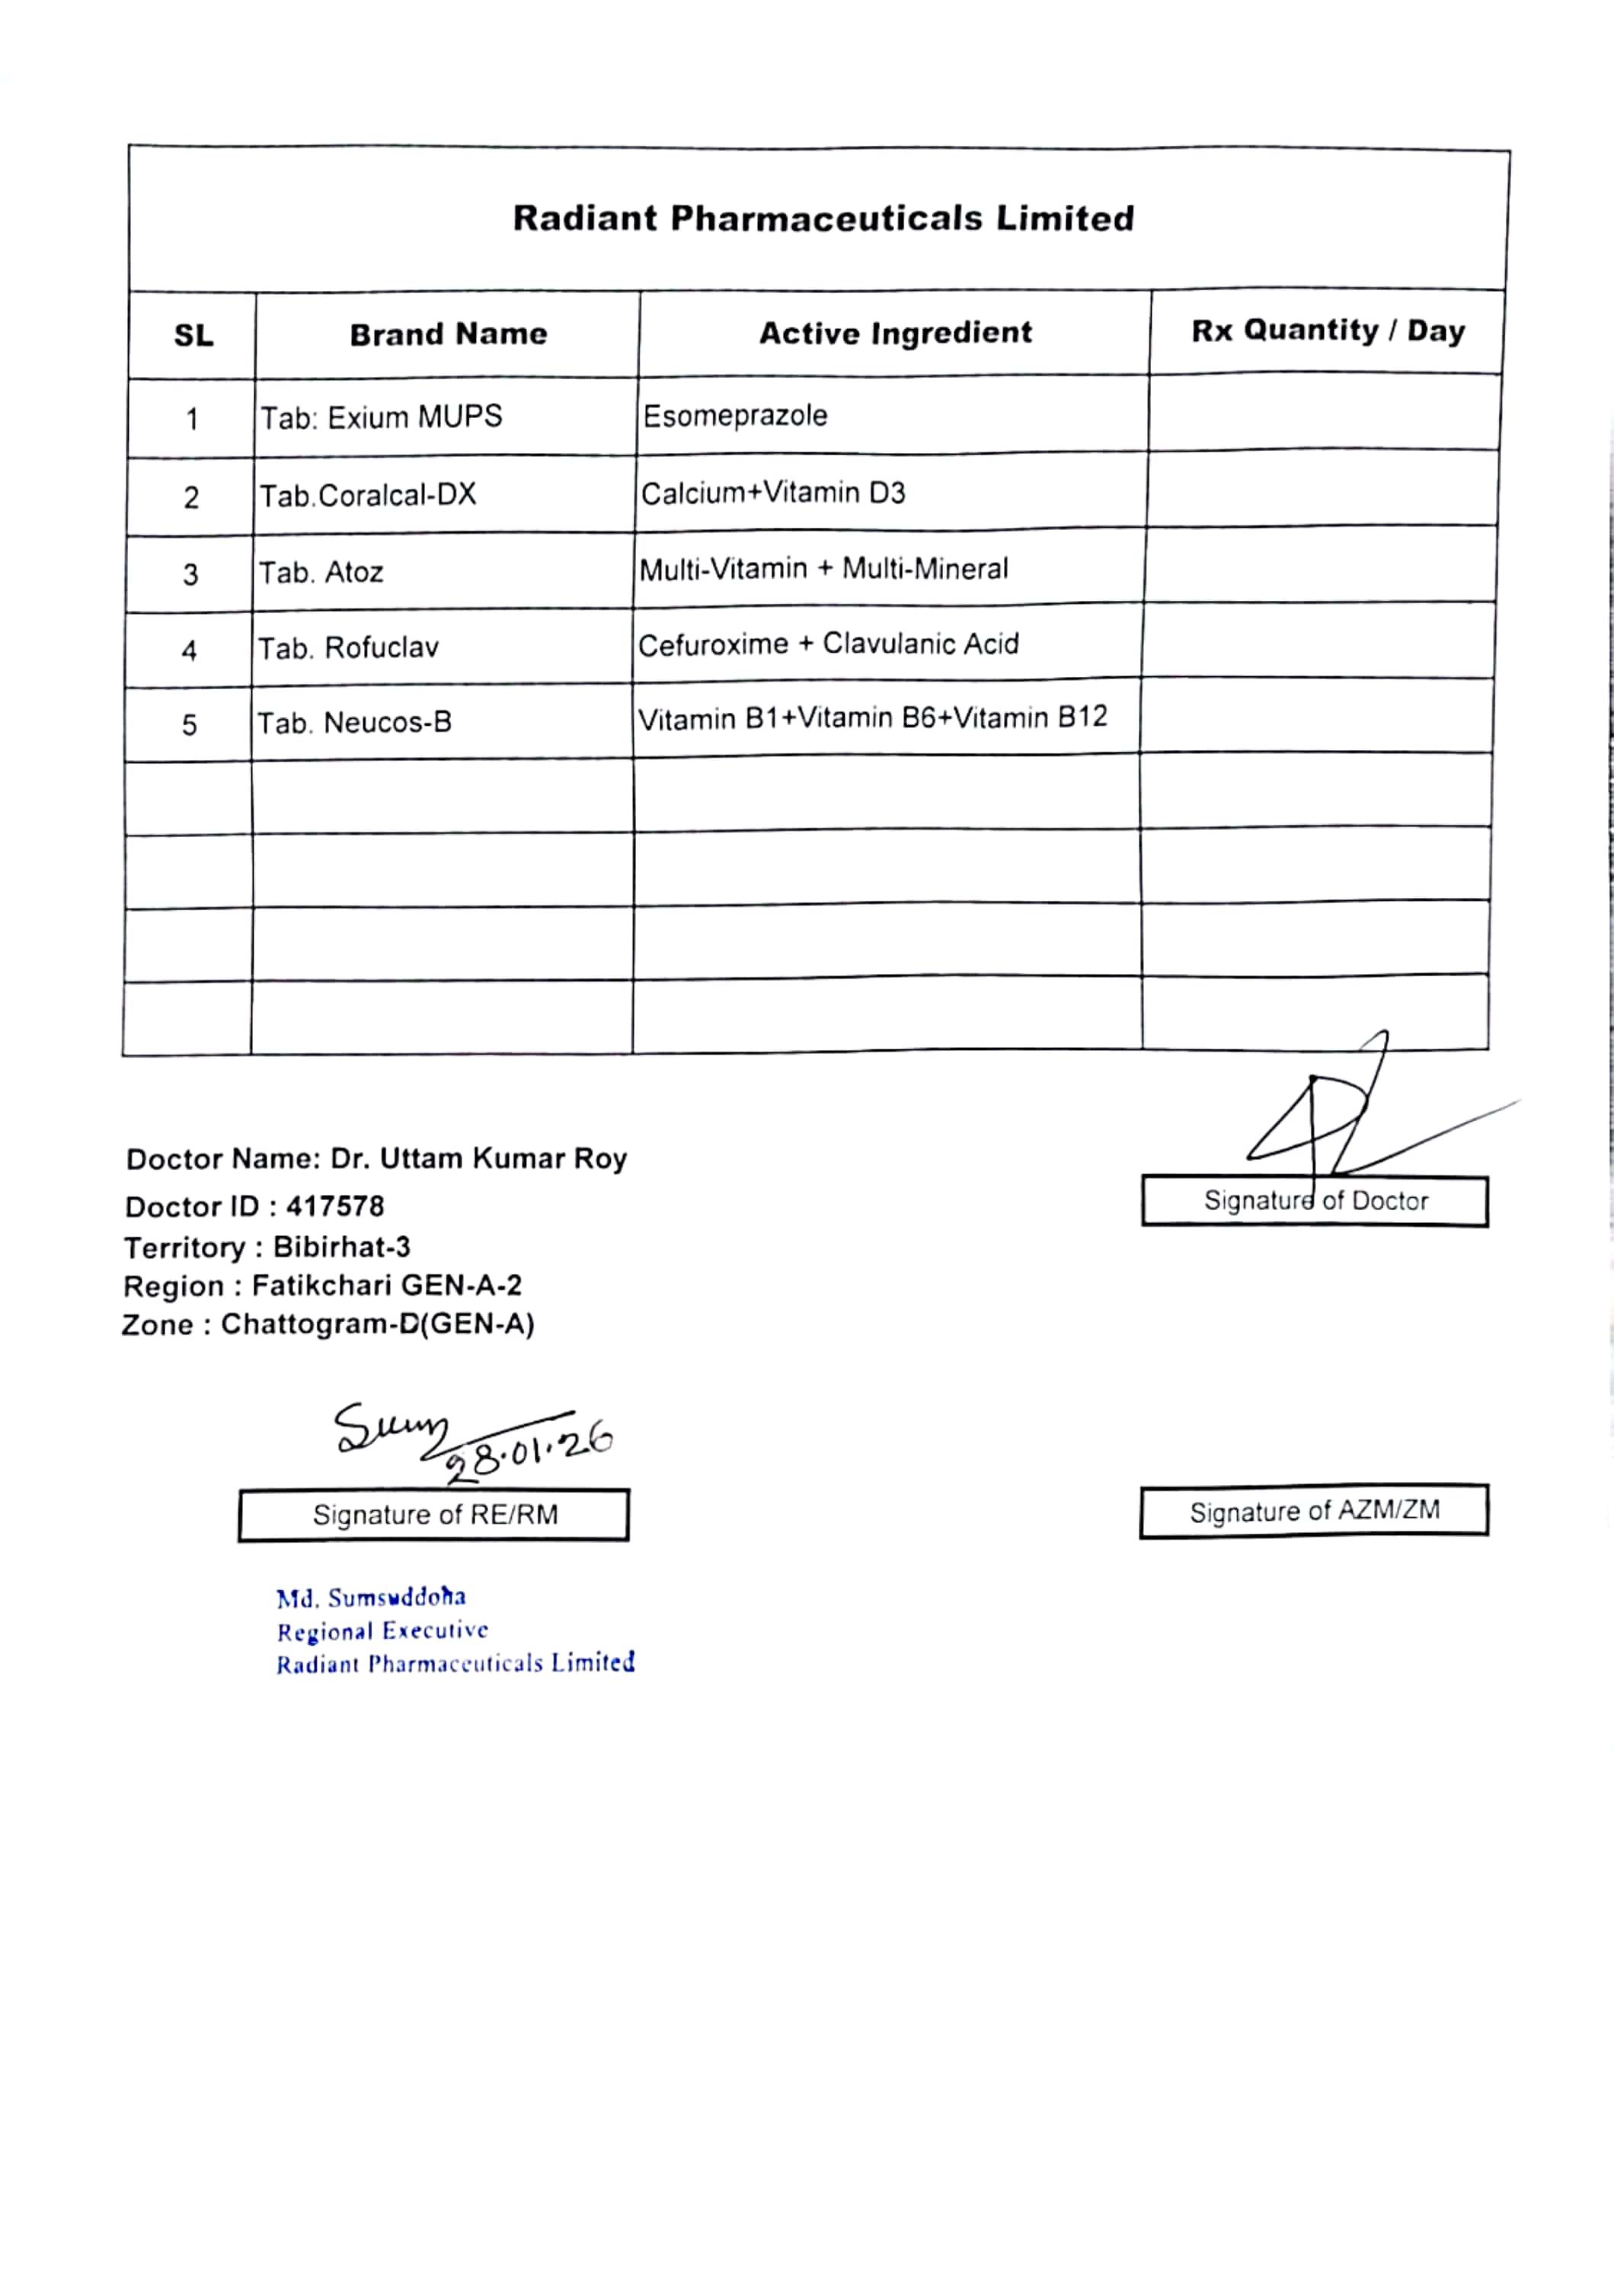 Radiant Pharmaceuticals Limited
SL Brand Name Active Ingredient Rx Quantity / Day
1 Tab: Exium MUPS Esomeprazole
2 Tab.Coralcal-DX Calcium+Vitamin D3
3 Tab. Atoz Multi-Vitamin + Multi-Mineral
4 Tab. Rofuclav Cefuroxime + Clavulanic Acid
5 Tab. Neucos-B Vitamin B1+Vitamin B6+Vitamin B12
Doctor Name: Dr. Uttam Kumar Roy
Doctor ID : 417578
Signature of Doctor
Territory : Bibirhat-3
Region : Fatikchari GEN-A-2
Zone : Chattogram-D(GEN-A)
28.01.26
Signature of RE/RM
Signature of AZM/ZM
Md. Sumsuddoha
Regional Executive
Radiant Pharmaceuticals Limited